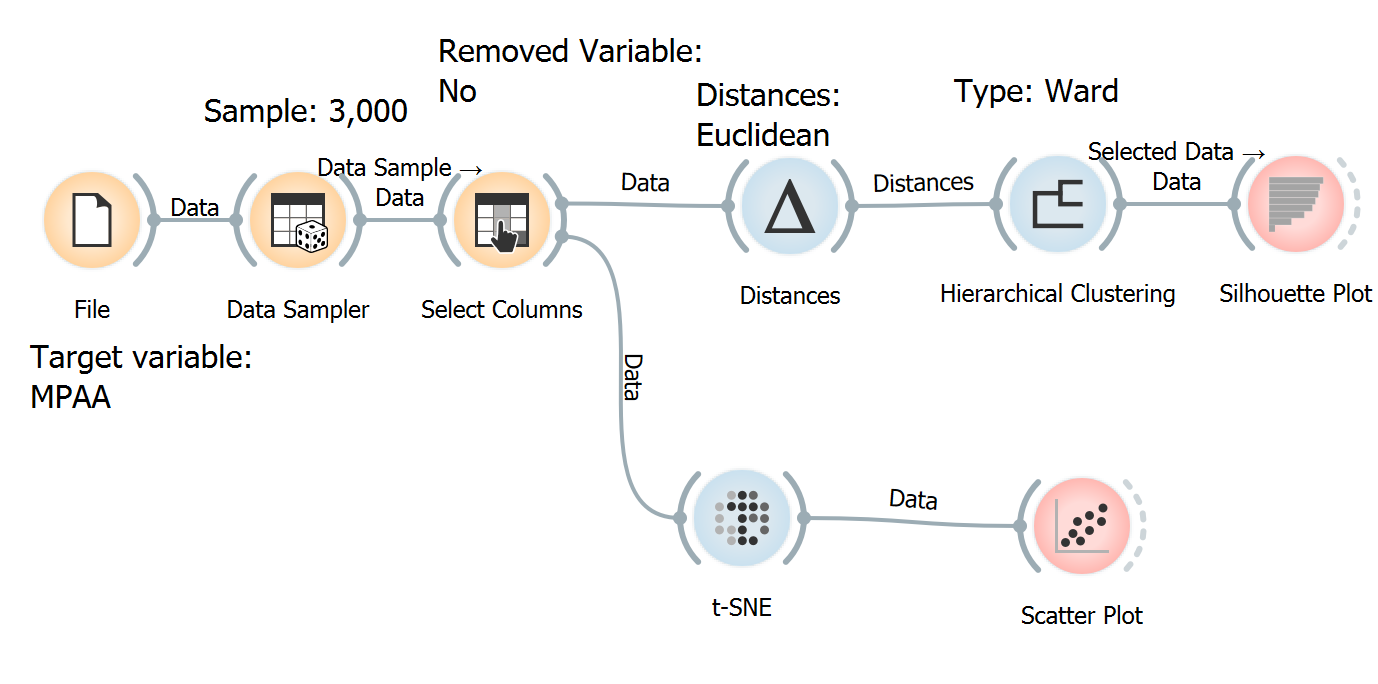 Removed Variable:
No
Sample: 3,000
Distances:
Euclidean
Type: Ward
Data
Data Sample →
Data
Data
Distances
Selected Data →
Data
File
Data Sampler
Select Columns
Distances
Hierarchical Clustering
Silhouette Plot
Target variable:
MPAA
Data
Data
t-SNE
Scatter Plot